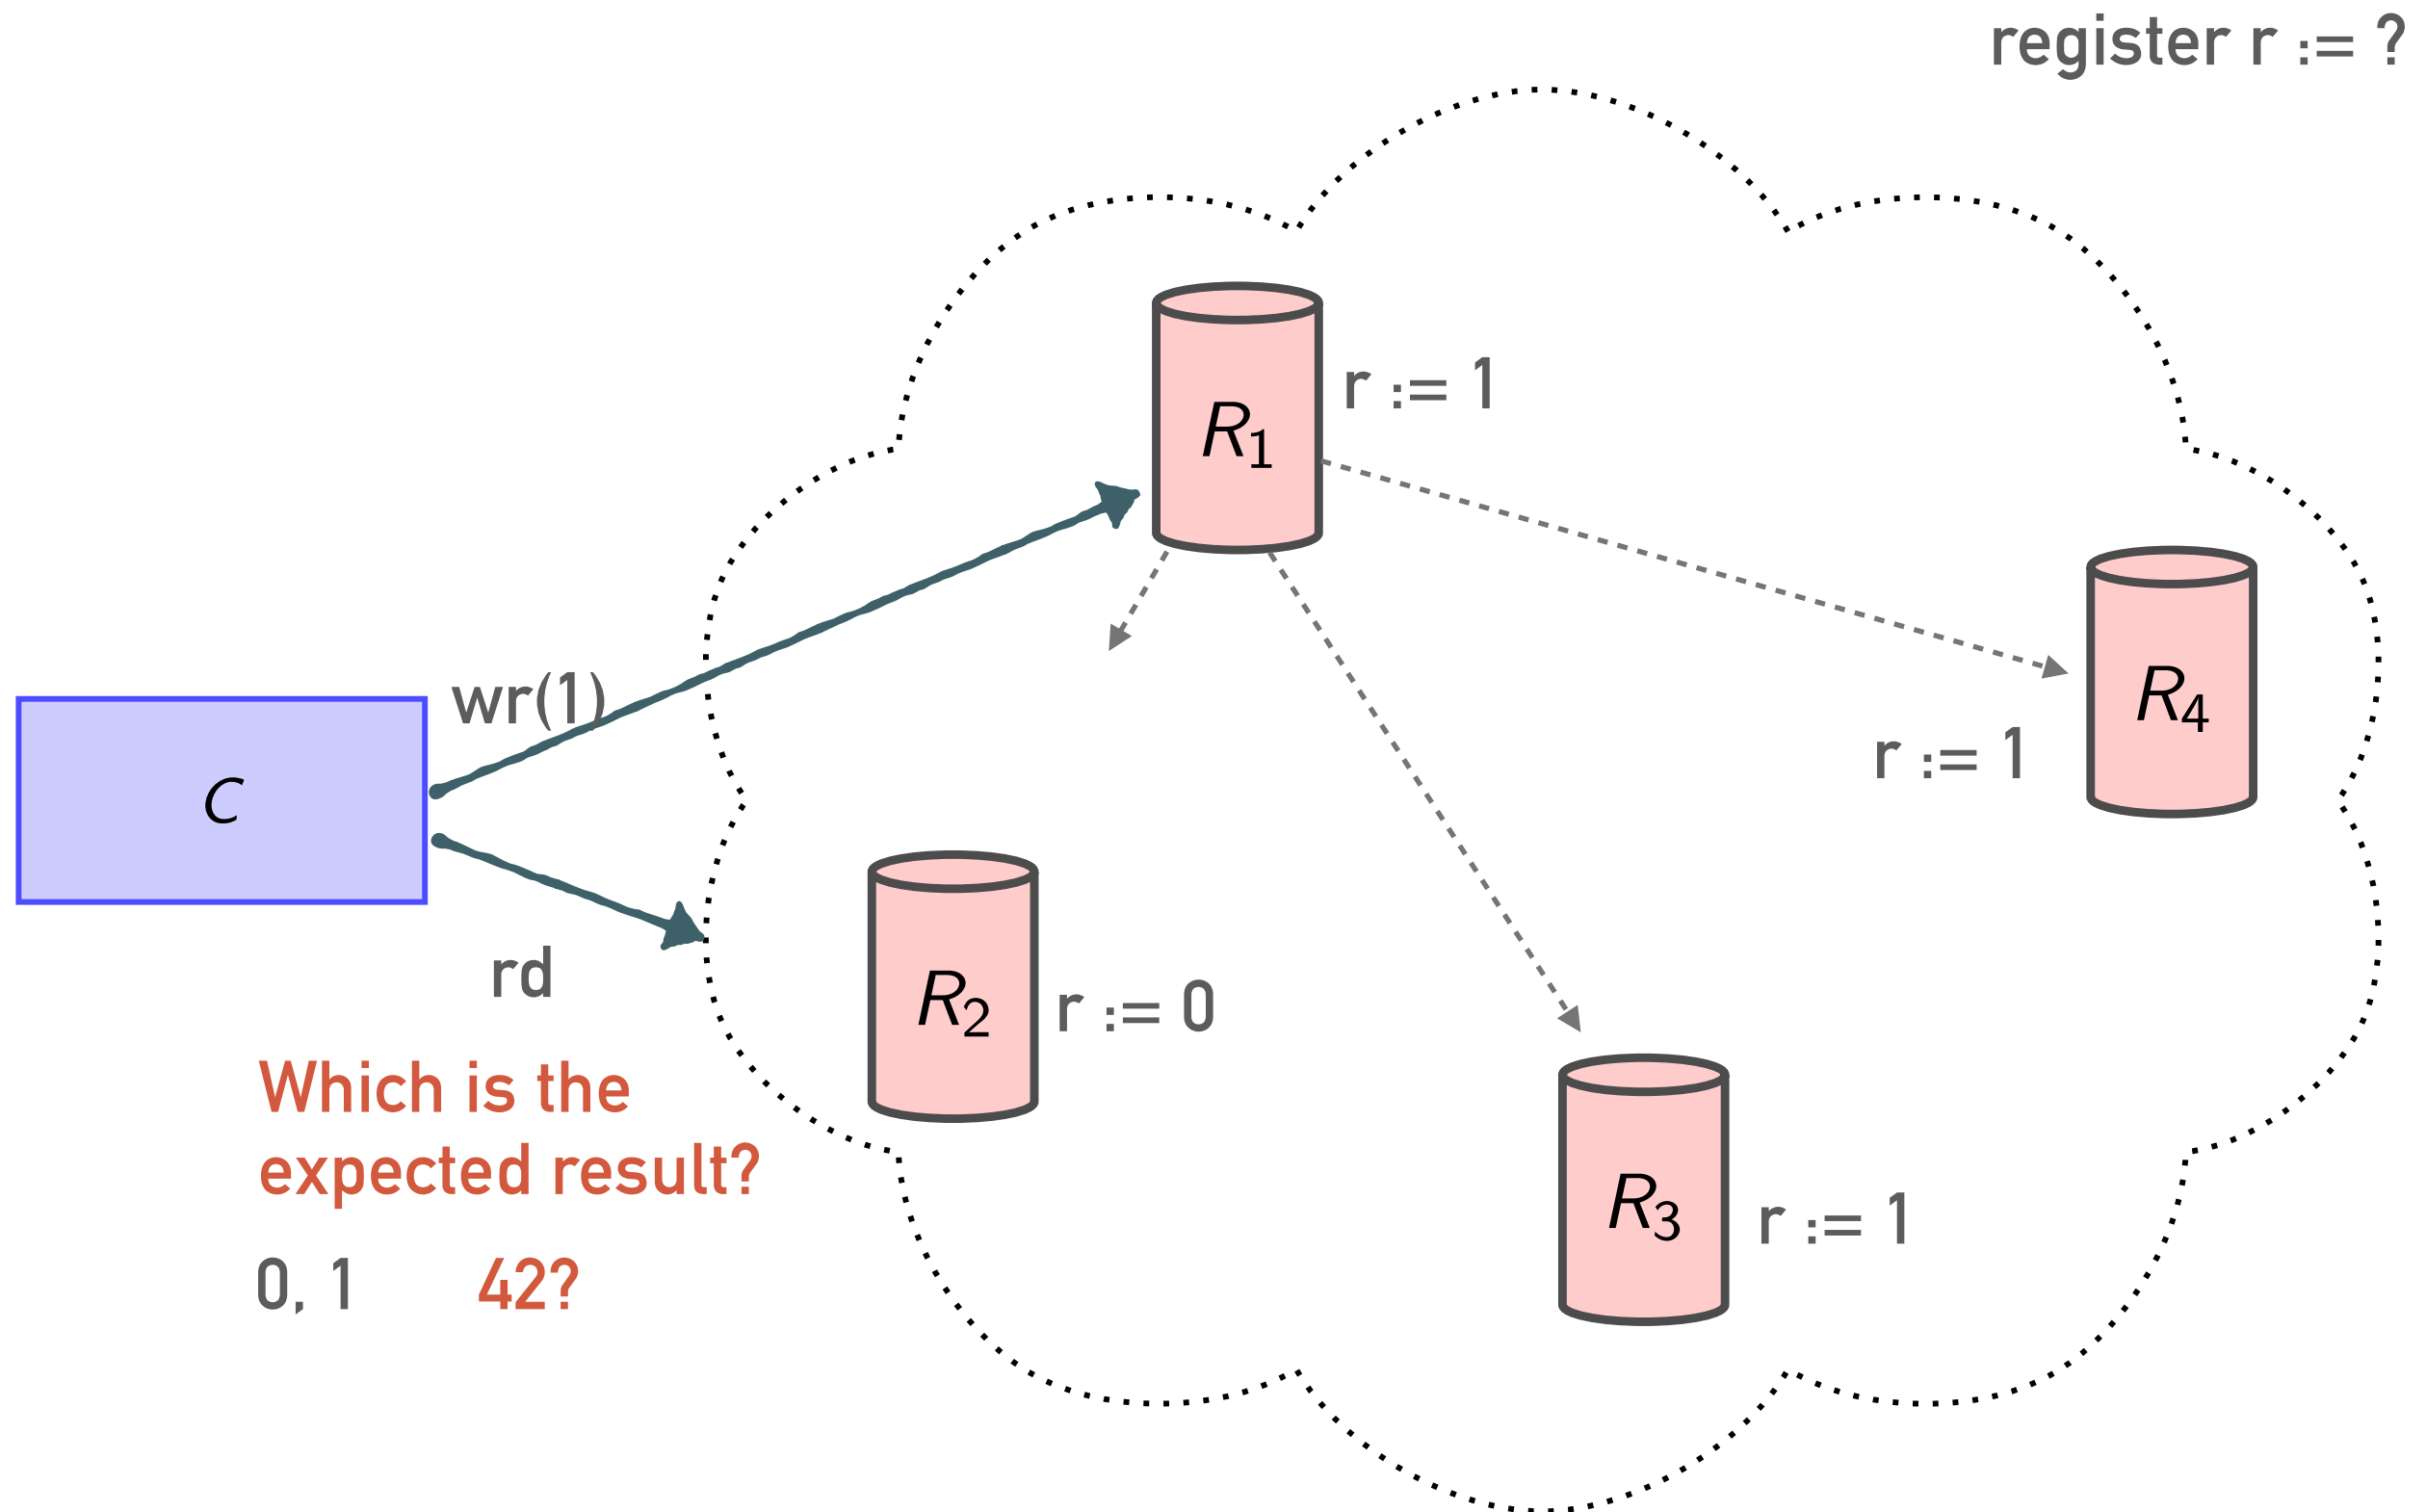 register r := ?
r := 1
R1
wr(1)
R4
r := 1
C
rd
R2
r := 0
Which is the
expected result?
R3
r := 1
0, 1 42?